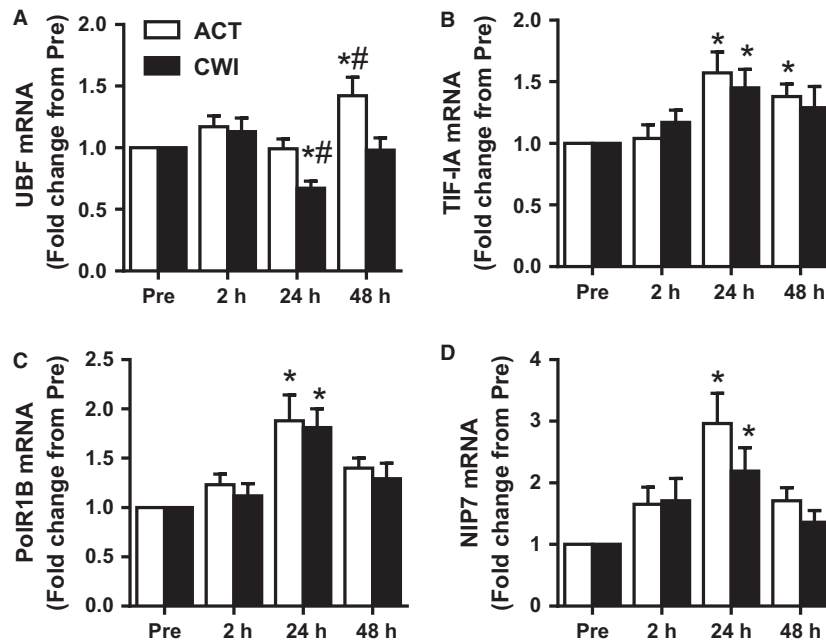 A
UBF mRNA
(Fold change from Pre)
2.0
1.5
1.0
0.5
0.0
ACT
CWI
*#
*#
Pre 2 h 24 h 48 h
B
TIF-IA mRNA
(Fold change from Pre)
2.0
1.5
1.0
0.5
0.0
* * *
Pre 2 h 24 h 48 h
C
PolR1B mRNA
(Fold change from Pre)
2.5
2.0
1.5
1.0
0.5
0.0
* *
Pre 2 h 24 h 48 h
D
NIP7 mRNA
(Fold change from Pre)
4
3
2
1
0
*
*
Pre 2 h 24 h 48 h